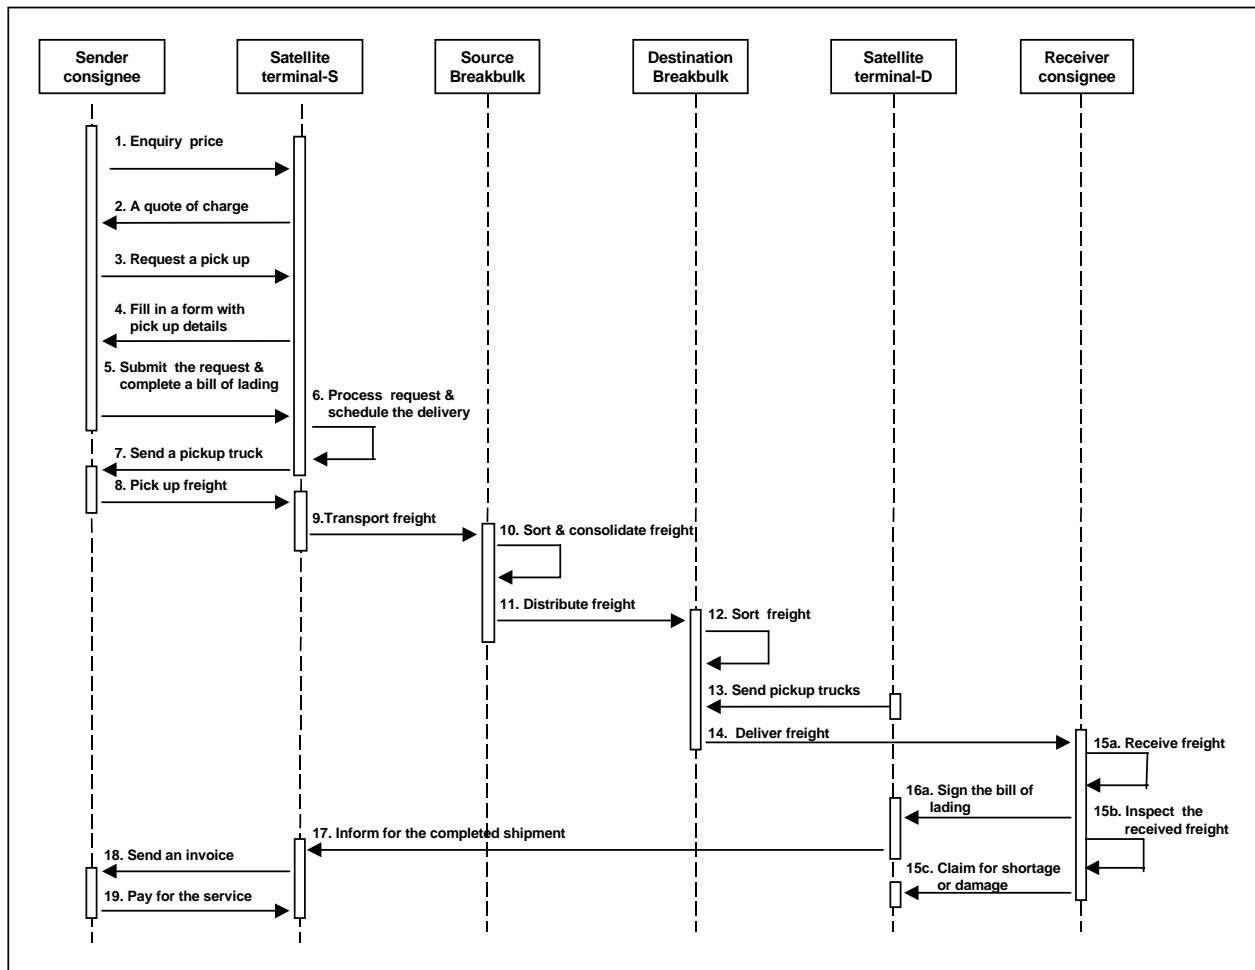 Sender
consignee
Satellite
terminal-S
Source
Breakbulk
Destination
Breakbulk
Satellite
terminal-D
Receiver
consignee
1. Enquiry price
2. A quote of charge
3. Request a pick up
4. Fill in a form with
pick up details
5. Submit the request &
complete a bill of lading
6. Process request &
schedule the delivery
7. Send a pickup truck
8. Pick up freight
9.Transport freight
10. Sort & consolidate freight
11. Distribute freight
12. Sort freight
13. Send pickup trucks
14. Deliver freight
15a. Receive freight
16a. Sign the bill of
lading
15b. Inspect the
received freight
17. Inform for the completed shipment
18. Send an invoice
15c. Claim for shortage
or damage
19. Pay for the service